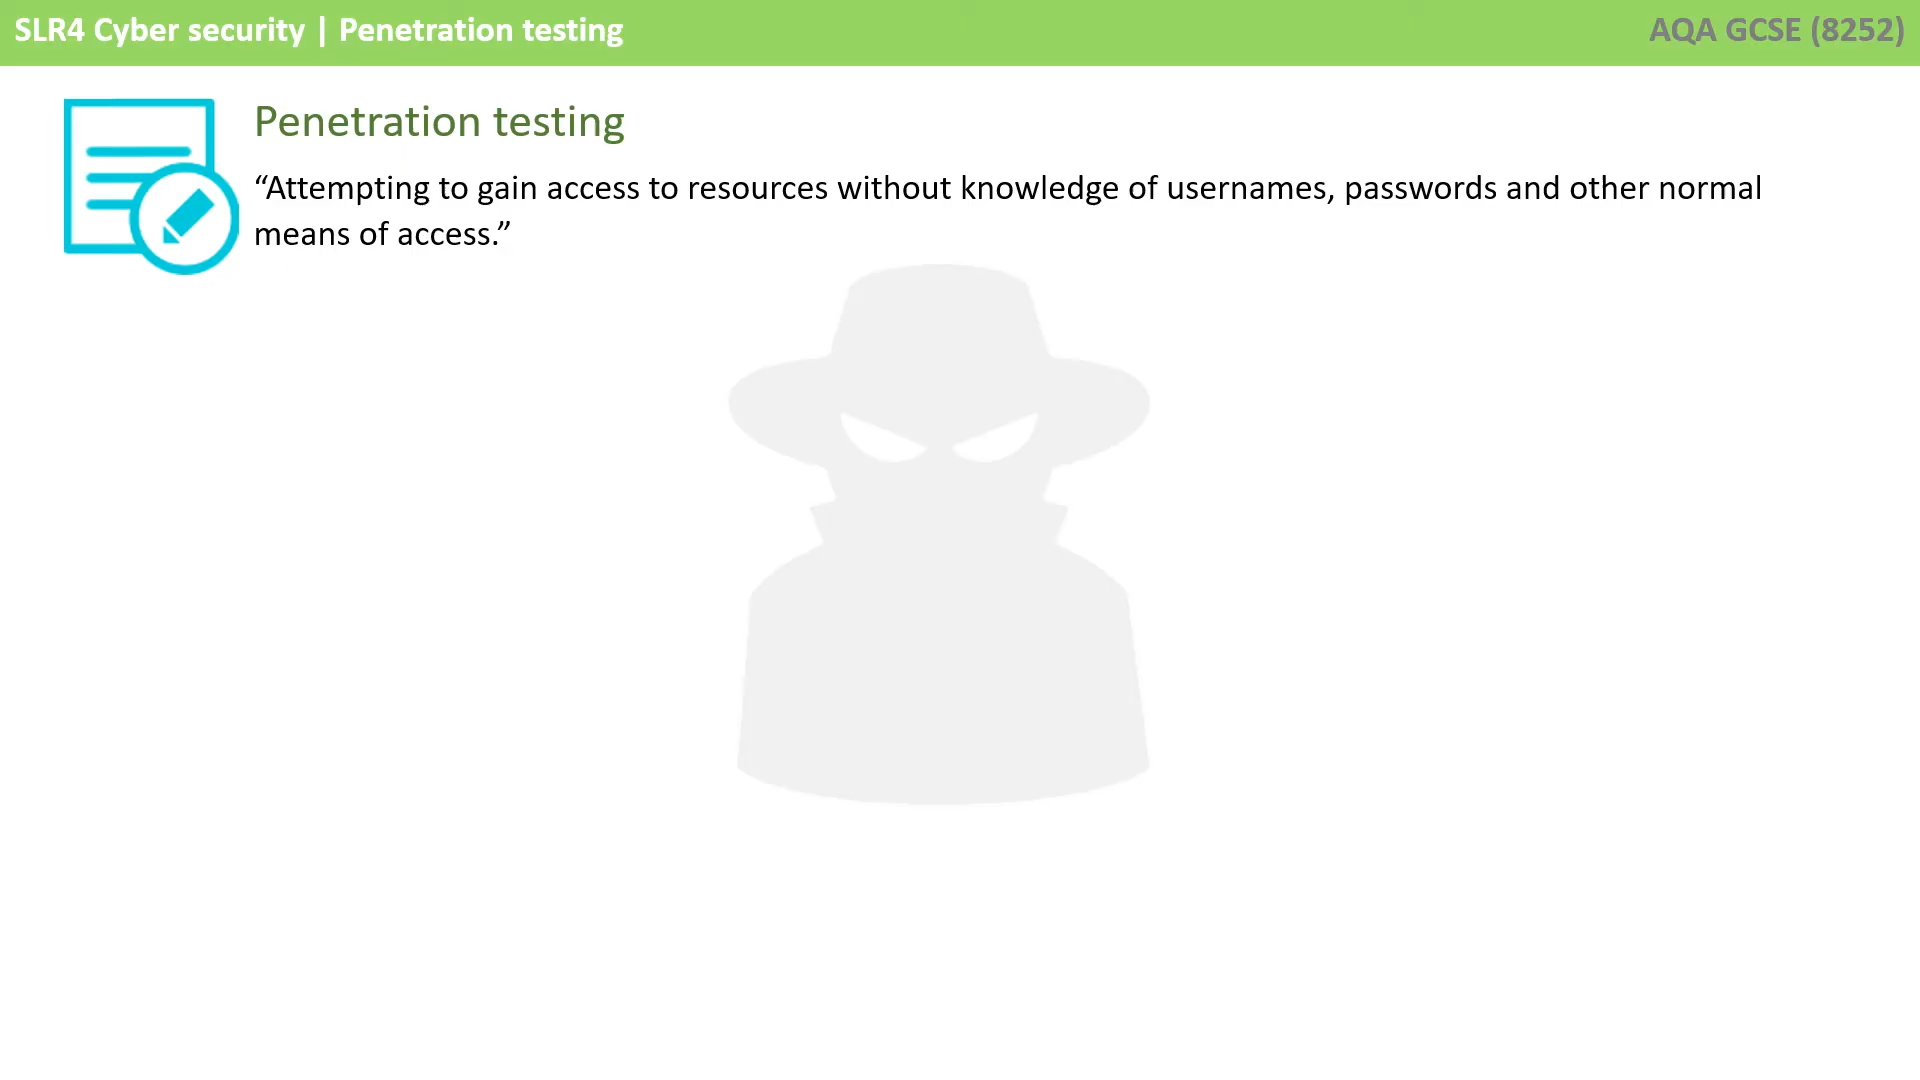 SLR4 Cyber security | Penetration testing
AQA GCSE (8252)
Penetration testing
“Attempting to gain access to resources without knowledge of usernames, passwords and other normal
means of access.”